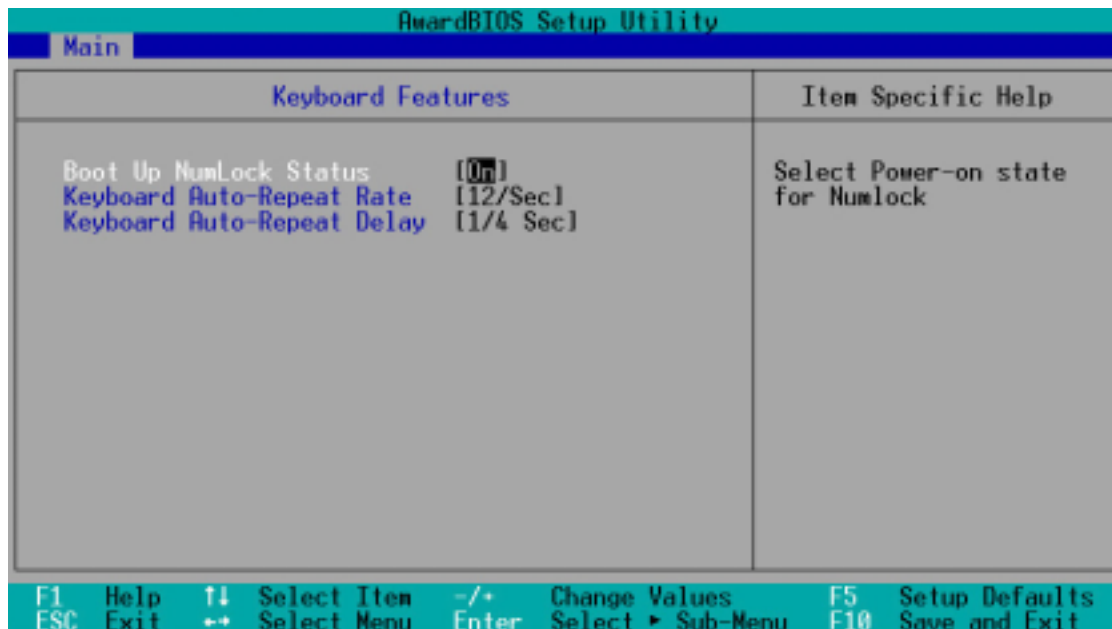 AwardBIOS Setup Utility
Main
Keyboard Features
Item Specific Help
Boot Up NumLock Status [On]
Keyboard Auto-Repeat Rate [12/Sec]
Keyboard Auto-Repeat Delay [1/4 Sec]
Select Power-on state
for Numlock
F1 Help ↑↓ Select Item -/+ Change Values F5 Setup Defaults
ESC Exit ←→ Select Menu Enter Select ► Sub-Menu F10 Save and Exit